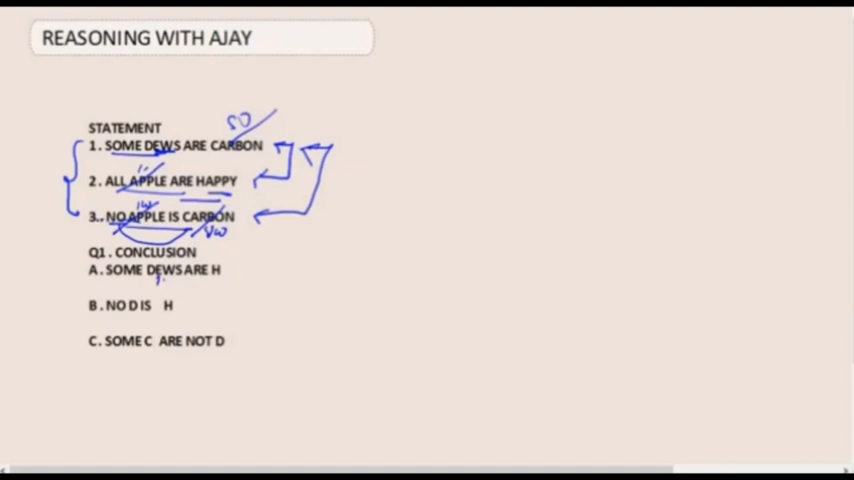 REASONING WITH AJAY
50
STATEMENT
1. SOME DEWS ARE CARBON
2. ALL APPLE ARE HAPPY
3.. NO APPLE IS CARBON
Q1. CONCLUSION
A. SOME DEWS ARE H
B. NO D IS H
C. SOME C ARE NOT D